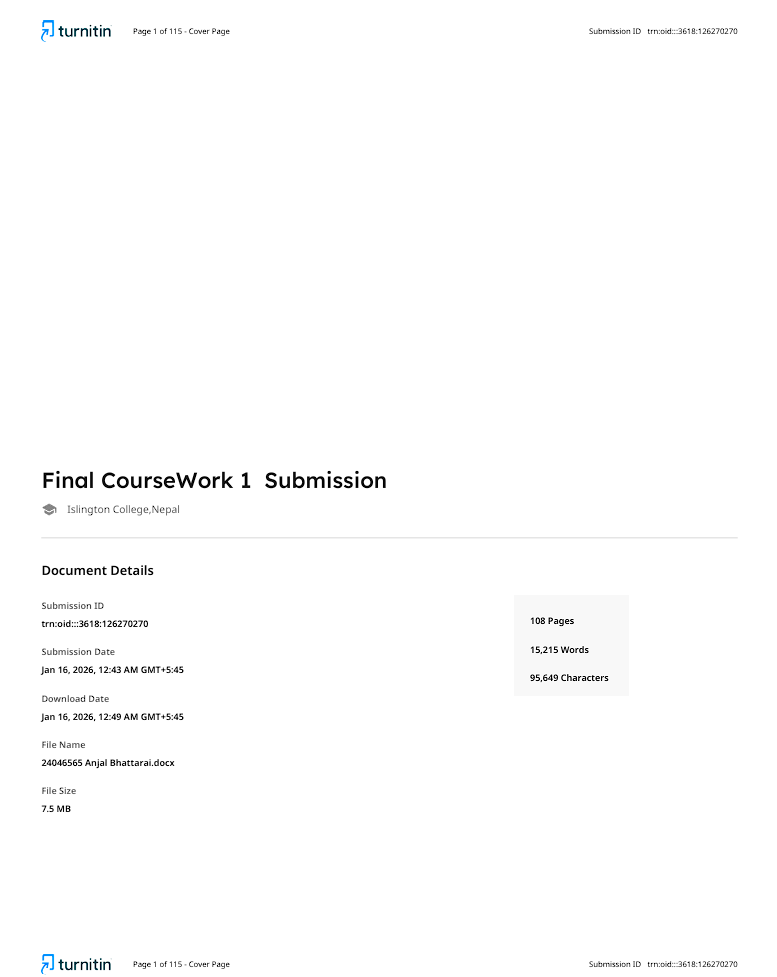 turnitin Page 1 of 115 - Cover Page Submission ID trn:oid:::3618:126270270
Final CourseWork 1 Submission
Islington College,Nepal
Document Details
Submission ID
trn:oid:::3618:126270270
Submission Date
Jan 16, 2026, 12:43 AM GMT+5:45
Download Date
Jan 16, 2026, 12:49 AM GMT+5:45
File Name
24046565 Anjal Bhattarai.docx
File Size
7.5 MB
108 Pages
15,215 Words
95,649 Characters
turnitin Page 1 of 115 - Cover Page Submission ID trn:oid:::3618:126270270